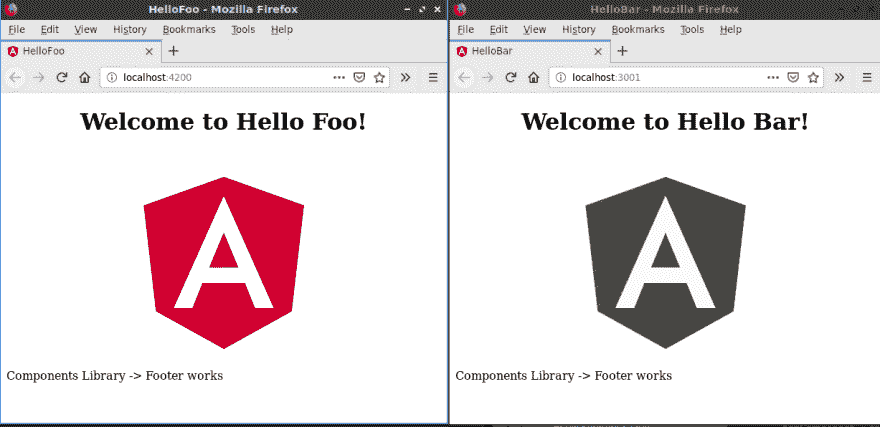 HelloFoo - Mozilla Firefox
File Edit View History Bookmarks Tools Help
HelloFoo
localhost:4200
Welcome to Hello Foo!
A
Components Library -> Footer works
HelloBar - Mozilla Firefox
File Edit View History Bookmarks Tools Help
HelloBar
localhost:3001
Welcome to Hello Bar!
A
Components Library -> Footer works